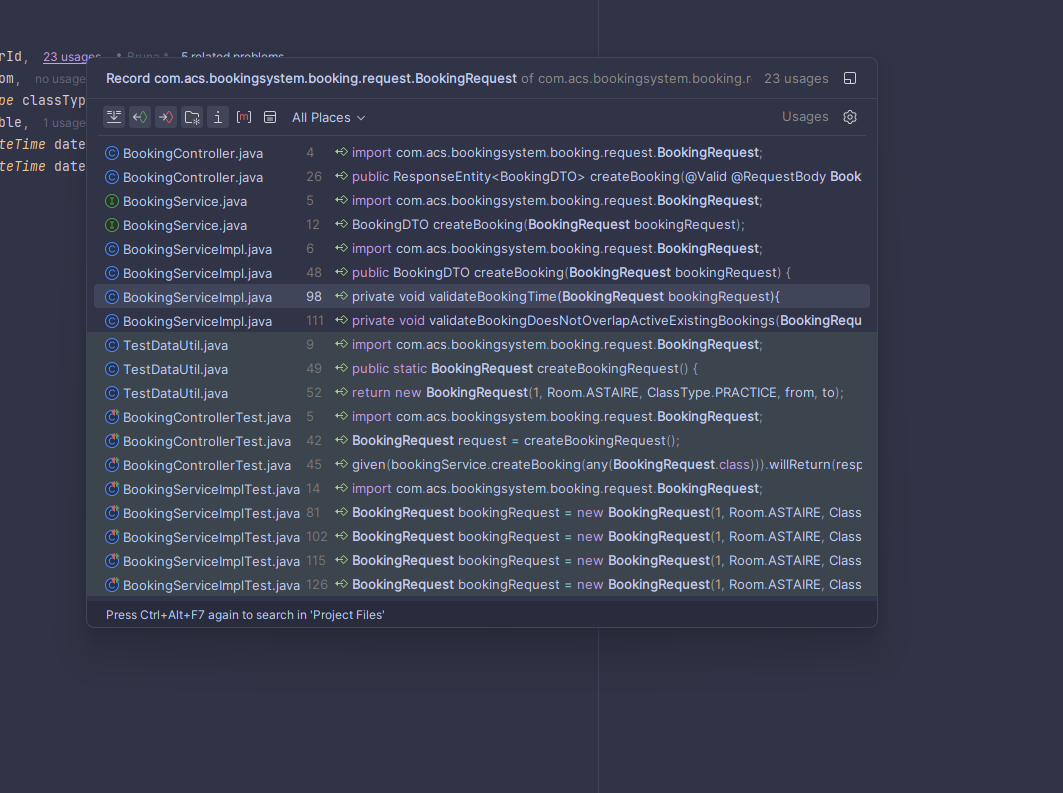 rId, 23 usages Bruna * 5 related problems
om, no usage
pe classTyp
ble, 1 usage
teTime date
teTime date
Record com.acs.bookingsystem.booking.request.BookingRequest of com.acs.bookingsystem.booking.r 23 usages
[m] All Places Usages
BookingController.java 4 import com.acs.bookingsystem.booking.request.BookingRequest;
BookingController.java 26 public ResponseEntity<BookingDTO> createBooking(@Valid @RequestBody Book
BookingService.java 5 import com.acs.bookingsystem.booking.request.BookingRequest;
BookingService.java 12 BookingDTO createBooking(BookingRequest bookingRequest);
BookingServiceImpl.java 6 import com.acs.bookingsystem.booking.request.BookingRequest;
BookingServiceImpl.java 48 public BookingDTO createBooking(BookingRequest bookingRequest) {
BookingServiceImpl.java 98 private void validateBookingTime(BookingRequest bookingRequest){
BookingServiceImpl.java 111 private void validateBookingDoesNotOverlapActiveExistingBookings(BookingRequ
TestDataUtil.java 9 import com.acs.bookingsystem.booking.request.BookingRequest;
TestDataUtil.java 49 public static BookingRequest createBookingRequest() {
TestDataUtil.java 52 return new BookingRequest(1, Room.ASTAIRE, ClassType.PRACTICE, from, to);
BookingControllerTest.java 5 import com.acs.bookingsystem.booking.request.BookingRequest;
BookingControllerTest.java 42 BookingRequest request = createBookingRequest();
BookingControllerTest.java 45 given(bookingService.createBooking(any(BookingRequest.class))).willReturn(resp
BookingServiceImplTest.java 14 import com.acs.bookingsystem.booking.request.BookingRequest;
BookingServiceImplTest.java 81 BookingRequest bookingRequest = new BookingRequest(1, Room.ASTAIRE, Class
BookingServiceImplTest.java 102 BookingRequest bookingRequest = new BookingRequest(1, Room.ASTAIRE, Class
BookingServiceImplTest.java 115 BookingRequest bookingRequest = new BookingRequest(1, Room.ASTAIRE, Class
BookingServiceImplTest.java 126 BookingRequest bookingRequest = new BookingRequest(1, Room.ASTAIRE, Class
Press Ctrl+Alt+F7 again to search in 'Project Files'